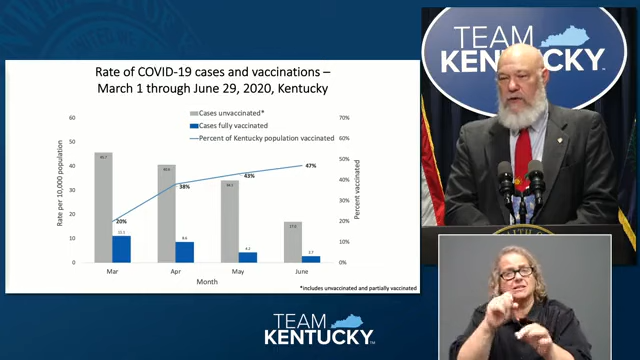 Rate of COVID-19 cases and vaccinations –
March 1 through June 29, 2020, Kentucky
Cases unvaccinated*
Cases fully vaccinated
Percent of Kentucky population vaccinated
Rate per 10,000 population
60
50
40
30
20
10
0
20%
38%
43%
47%
11.1
70%
60%
50%
40%
30%
20%
10%
0%
Percent vaccinated
Mar
Apr
May
June
Month
*includes unvaccinated and partially vaccinated
TEAM
KENTUCKY
TEAM
KENTUCKY